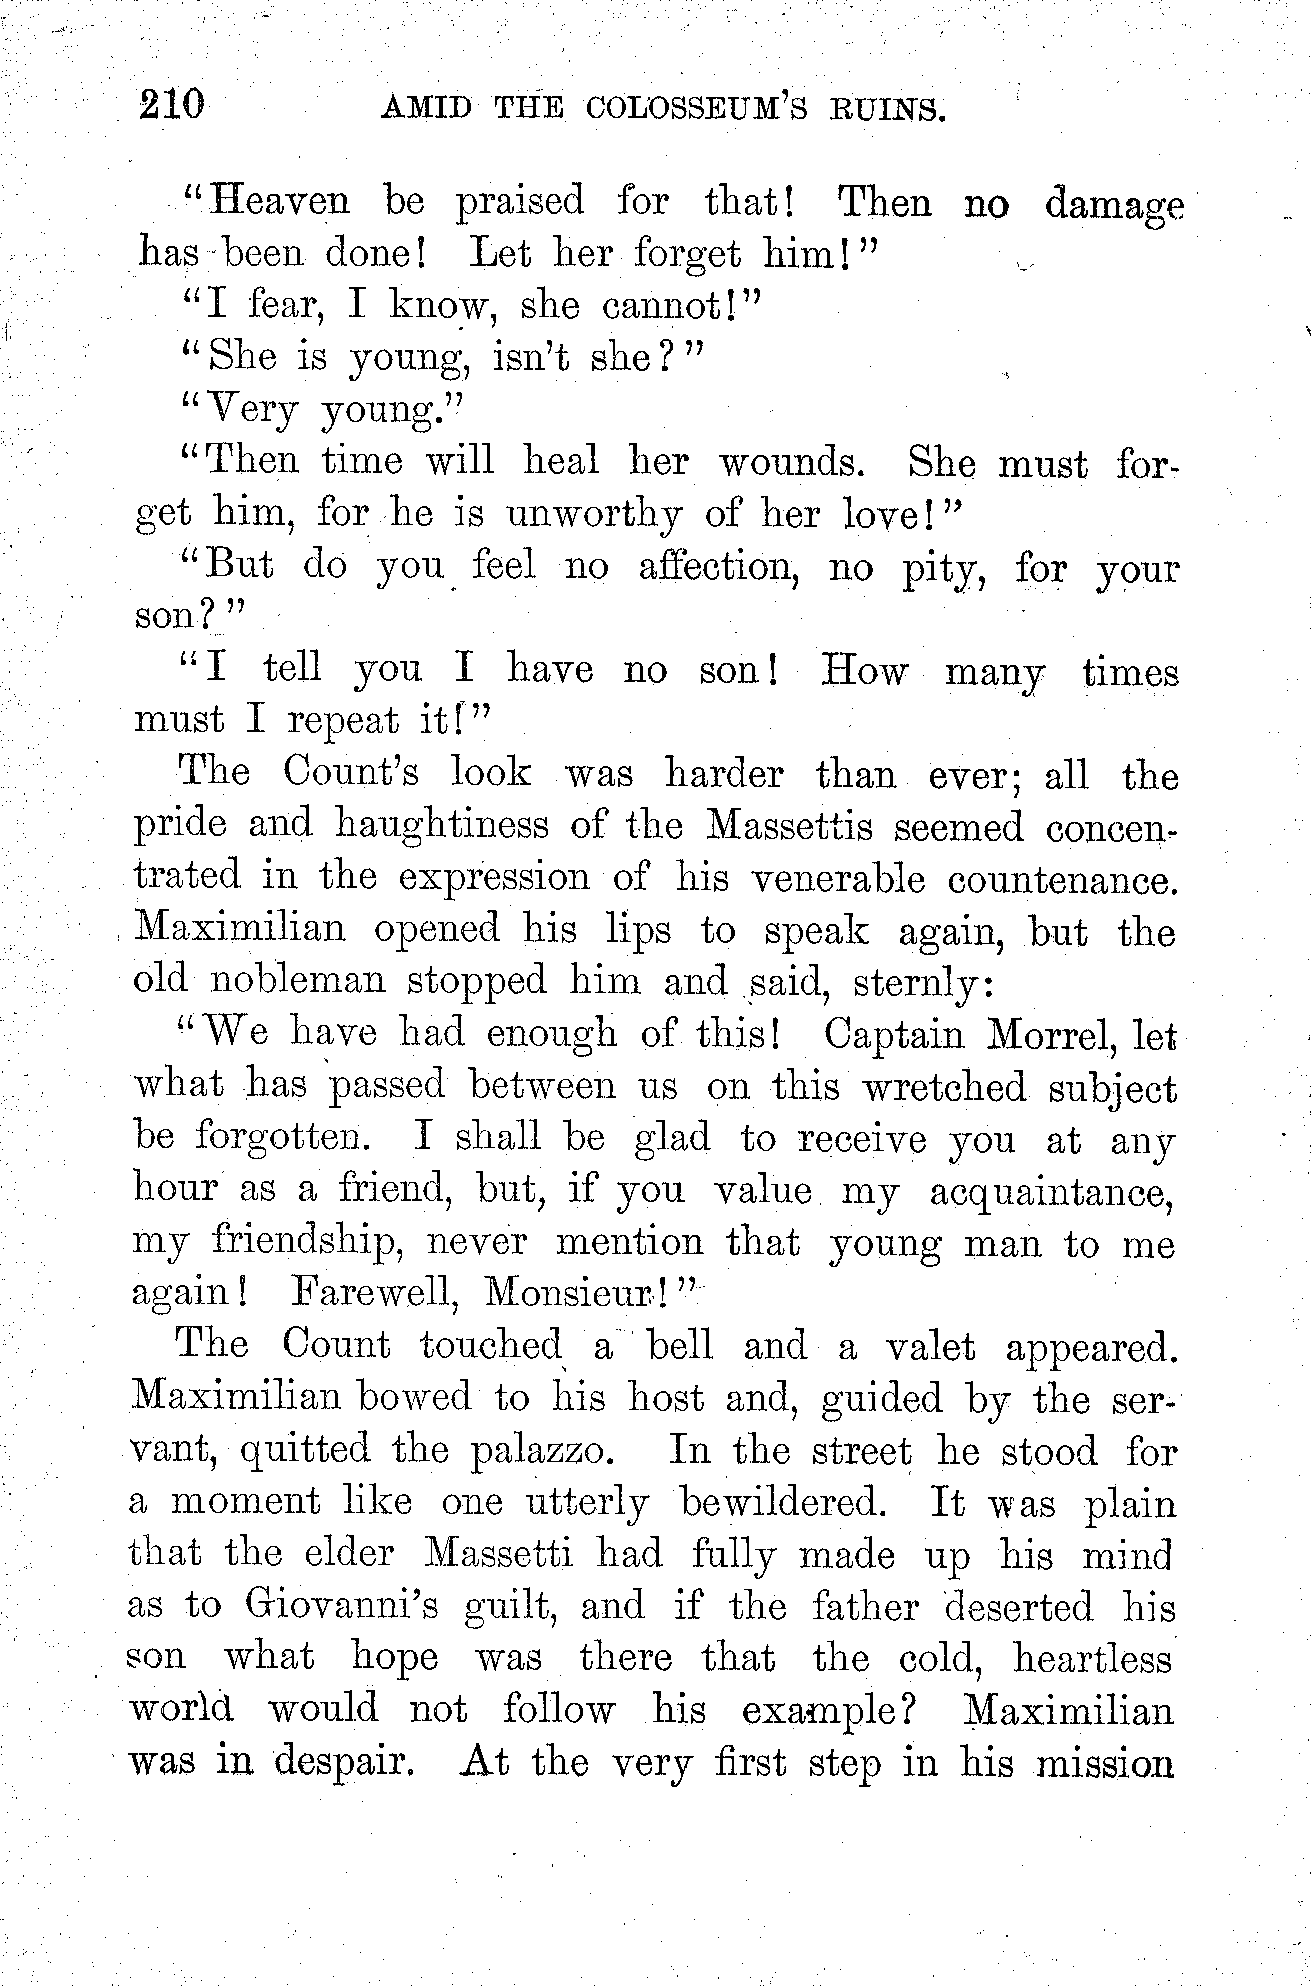 210 AMID THE COLOSSEUM'S RUINS.
"Heaven be praised for that! Then no damage
has been done! Let her forget him!"
"I fear, I know, she cannot!"
"She is young, isn't she?"
"Very young."
"Then time will heal her wounds. She must for-
get him, for he is unworthy of her love!"
"But do you feel no affection, no pity, for your
son?"
"I tell you I have no son! How many times
must I repeat it!"
The Count's look was harder than ever; all the
pride and haughtiness of the Massettis seemed concen-
trated in the expression of his venerable countenance.
Maximilian opened his lips to speak again, but the
old nobleman stopped him and said, sternly:
"We have had enough of this! Captain Morrel, let
what has passed between us on this wretched subject
be forgotten. I shall be glad to receive you at any
hour as a friend, but, if you value my acquaintance,
my friendship, never mention that young man to me
again! Farewell, Monsieur!"
The Count touched a bell and a valet appeared.
Maximilian bowed to his host and, guided by the ser-
vant, quitted the palazzo. In the street he stood for
a moment like one utterly bewildered. It was plain
that the elder Massetti had fully made up his mind
as to Giovanni's guilt, and if the father deserted his
son what hope was there that the cold, heartless
world would not follow his example? Maximilian
was in despair. At the very first step in his mission